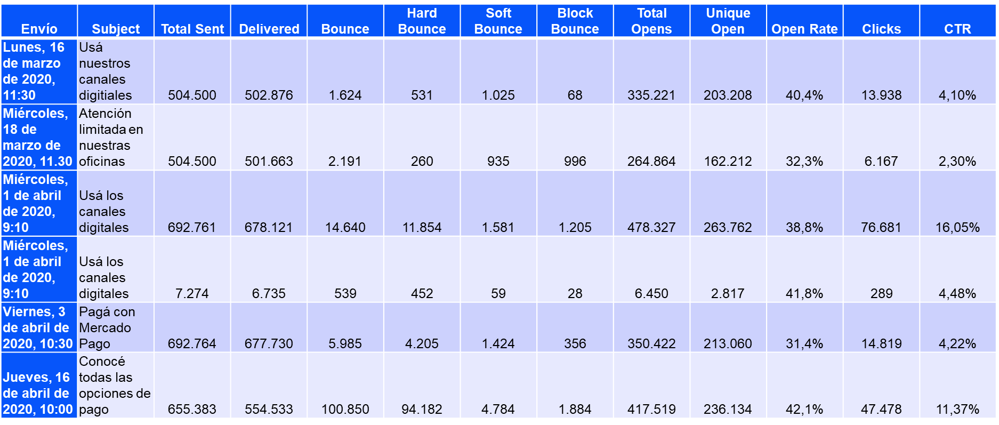 Envío Subject Total Sent Delivered Bounce Hard Bounce Soft Bounce Block Bounce Total Opens Unique Open Open Rate Clicks CTR
Lunes, 16 de marzo de 2020, 11:30 Usá nuestros canales digitiales 504.500 502.876 1.624 531 1.025 68 335.221 203.208 40,4% 13.938 4,10%
Miércoles, 18 de marzo de 2020, 11.30 Atención limitada en nuestras oficinas 504.500 501.663 2.191 260 935 996 264.864 162.212 32,3% 6.167 2,30%
Miércoles, 1 de abril de 2020, 9:10 Usá los canales digitales 692.761 678.121 14.640 11.854 1.581 1.205 478.327 263.762 38,8% 76.681 16,05%
Miércoles, 1 de abril de 2020, 9:10 Usá los canales digitales 7.274 6.735 539 452 59 28 6.450 2.817 41,8% 289 4,48%
Viernes, 3 de abril de 2020, 10:30 Pagá con Mercado Pago 692.764 677.730 5.985 4.205 1.424 356 350.422 213.060 31,4% 14.819 4,22%
Jueves, 16 de abril de 2020, 10:00 Conocé todas las opciones de pago 655.383 554.533 100.850 94.182 4.784 1.884 417.519 236.134 42,1% 47.478 11,37%